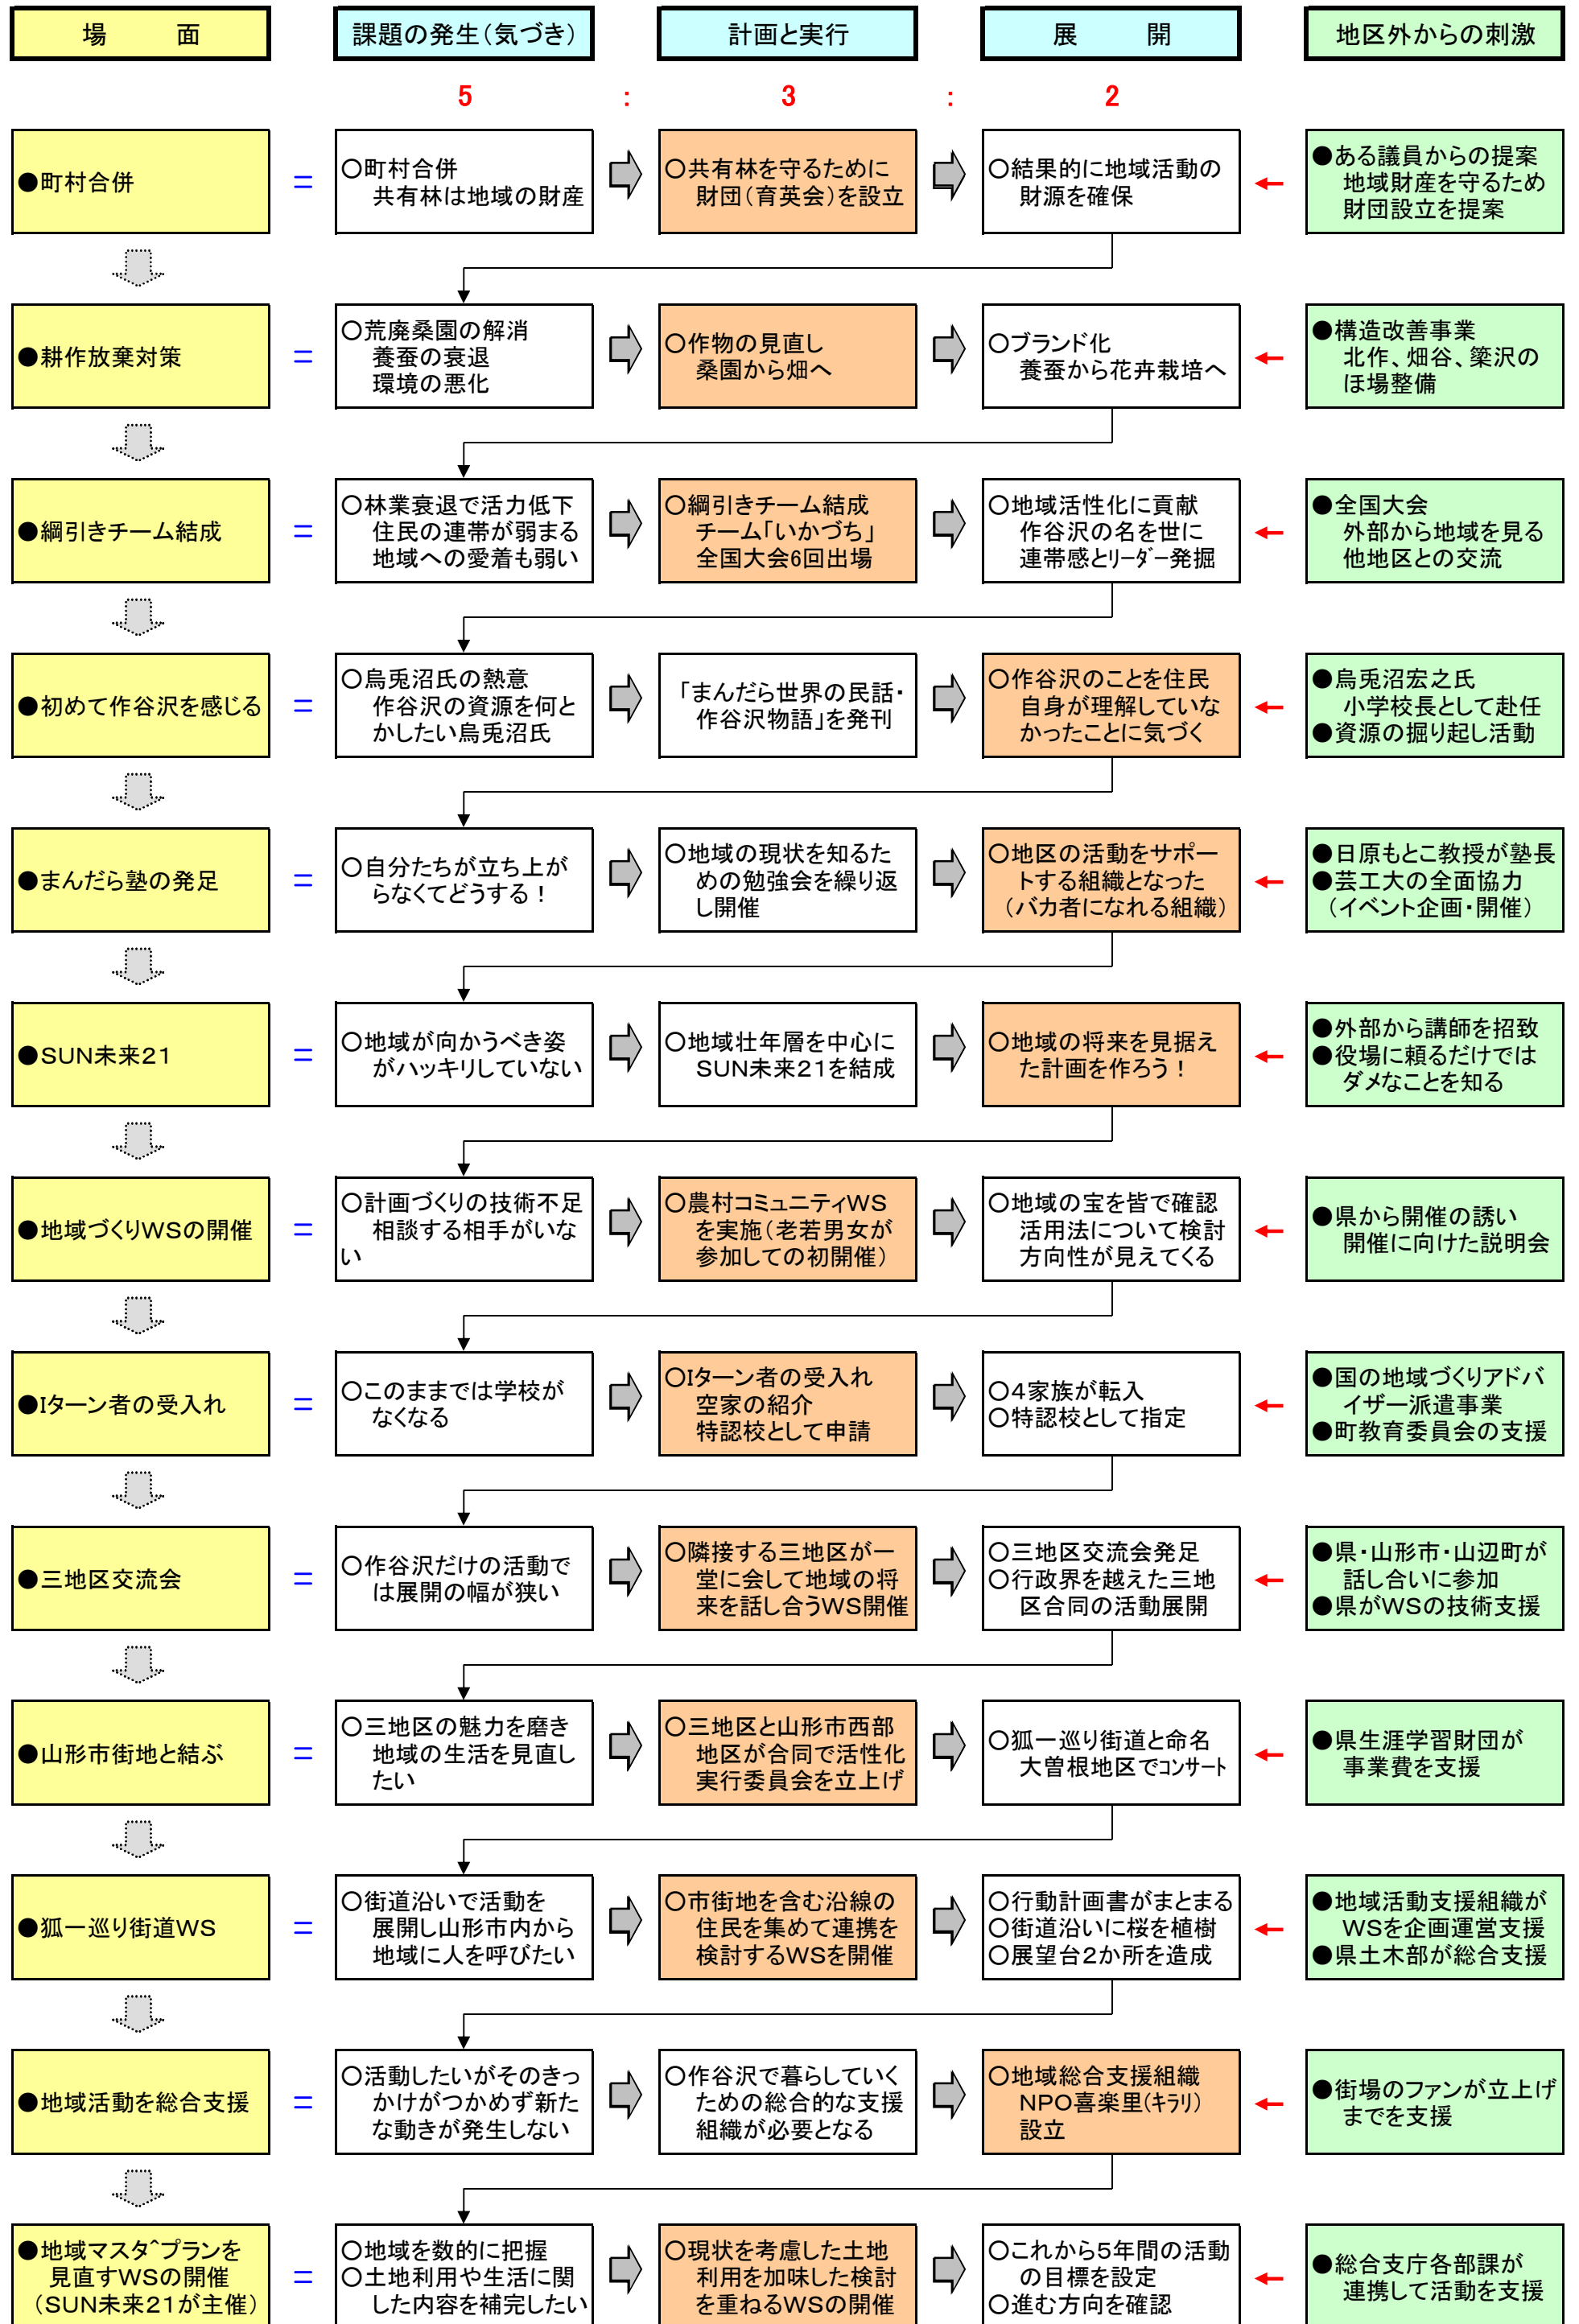 場　　面
課題の発生（気づき）
計画と実行
展　　開
地区外からの刺激
5 : 3 : 2
●町村合併
＝
○町村合併
共有林は地域の財産
○共有林を守るために
財団（育英会）を設立
○結果的に地域活動の
財源を確保
●ある議員からの提案
地域財産を守るため
財団設立を提案
●耕作放棄対策
＝
○荒廃桑園の解消
養蚕の衰退
環境の悪化
○作物の見直し
桑園から畑へ
○ブランド化
養蚕から花卉栽培へ
●構造改善事業
北作、畑谷、簗沢の
ほ場整備
●綱引きチーム結成
＝
○林業衰退で活力低下
住民の連帯が弱まる
地域への愛着も弱い
○綱引きチーム結成
チーム「いかづち」
全国大会6回出場
○地域活性化に貢献
作谷沢の名を世に
連帯感とﾘｰﾀﾞｰ発掘
●全国大会
外部から地域を見る
他地区との交流
●初めて作谷沢を感じる
＝
○烏兎沼氏の熱意
作谷沢の資源を何と
かしたい烏兎沼氏
「まんだら世界の民話・
作谷沢物語」を発刊
○作谷沢のことを住民
自身が理解していな
かったことに気づく
●烏兎沼宏之氏
小学校長として赴任
●資源の掘り起し活動
●まんだら塾の発足
＝
○自分たちが立ち上が
らなくてどうする！
○地域の現状を知るた
めの勉強会を繰り返
し開催
○地区の活動をサポー
トする組織となった
（バカ者になれる組織）
●日原もとこ教授が塾長
●芸工大の全面協力
（イベント企画・開催）
●SUN未来21
＝
○地域が向かうべき姿
がハッキリしていない
○地域壮年層を中心に
SUN未来21を結成
○地域の将来を見据え
た計画を作ろう！
●外部から講師を招致
●役場に頼るだけでは
ダメなことを知る
●地域づくりWSの開催
＝
○計画づくりの技術不足
相談する相手がいな
い
○農村ｺﾐｭﾆﾃｨWS
を実施（老若男女が
参加しての初開催）
○地域の宝を皆で確認
活用法について検討
方向性が見えてくる
●県から開催の誘い
開催に向けた説明会
●Iターン者の受入れ
＝
○このままでは学校が
なくなる
○Iターン者の受入れ
空家の紹介
特認校として申請
○4家族が転入
○特認校として指定
●国の地域づくりアドバ
イザー派遣事業
●町教育委員会の支援
●三地区交流会
＝
○作谷沢だけの活動で
は展開の幅が狭い
○隣接する三地区が一
堂に会して地域の将
来を話し合うWS開催
○三地区交流会発足
○行政界を越えた三地
区合同の活動展開
●県・山形市・山辺町が
話し合いに参加
●県がWSの技術支援
●山形市街地と結ぶ
＝
○三地区の魅力を磨き
地域の生活を見直し
たい
○三地区と山形市西部
地区が合同で活性化
実行委員会を立上げ
○狐一巡り街道と命名
大曽根地区でｺﾝｻｰﾄ
●県生涯学習財団が
事業費を支援
●狐一巡り街道WS
＝
○街道沿いで活動を
展開し山形市内から
地域に人を呼びたい
○市街地を含む沿線の
住民を集めて連携を
検討するWSを開催
○行動計画書がまとまる
○街道沿いに桜を植樹
○展望台2か所を造成
●地域活動支援組織が
WSを企画運営支援
●県土木部が総合支援
●地域活動を総合支援
＝
○活動したいがそのきっ
かけがつかめず新た
な動きが発生しない
○作谷沢で暮らしていく
ための総合的な支援
組織が必要となる
○地域総合支援組織
NPO喜楽里(ｷﾗﾘ)
設立
●街場のファンが立上げ
までを支援
●地域マスタ^プランを
見直すWSの開催
（SUN未来21が主催）
＝
○地域を数的に把握
○土地利用や生活に関
した内容を補完したい
○現状を考慮した土地
利用を加味した検討
を重ねるWSの開催
○これから5年間の活動
の目標を設定
○進む方向を確認
●総合支庁各部課が
連携して活動を支援